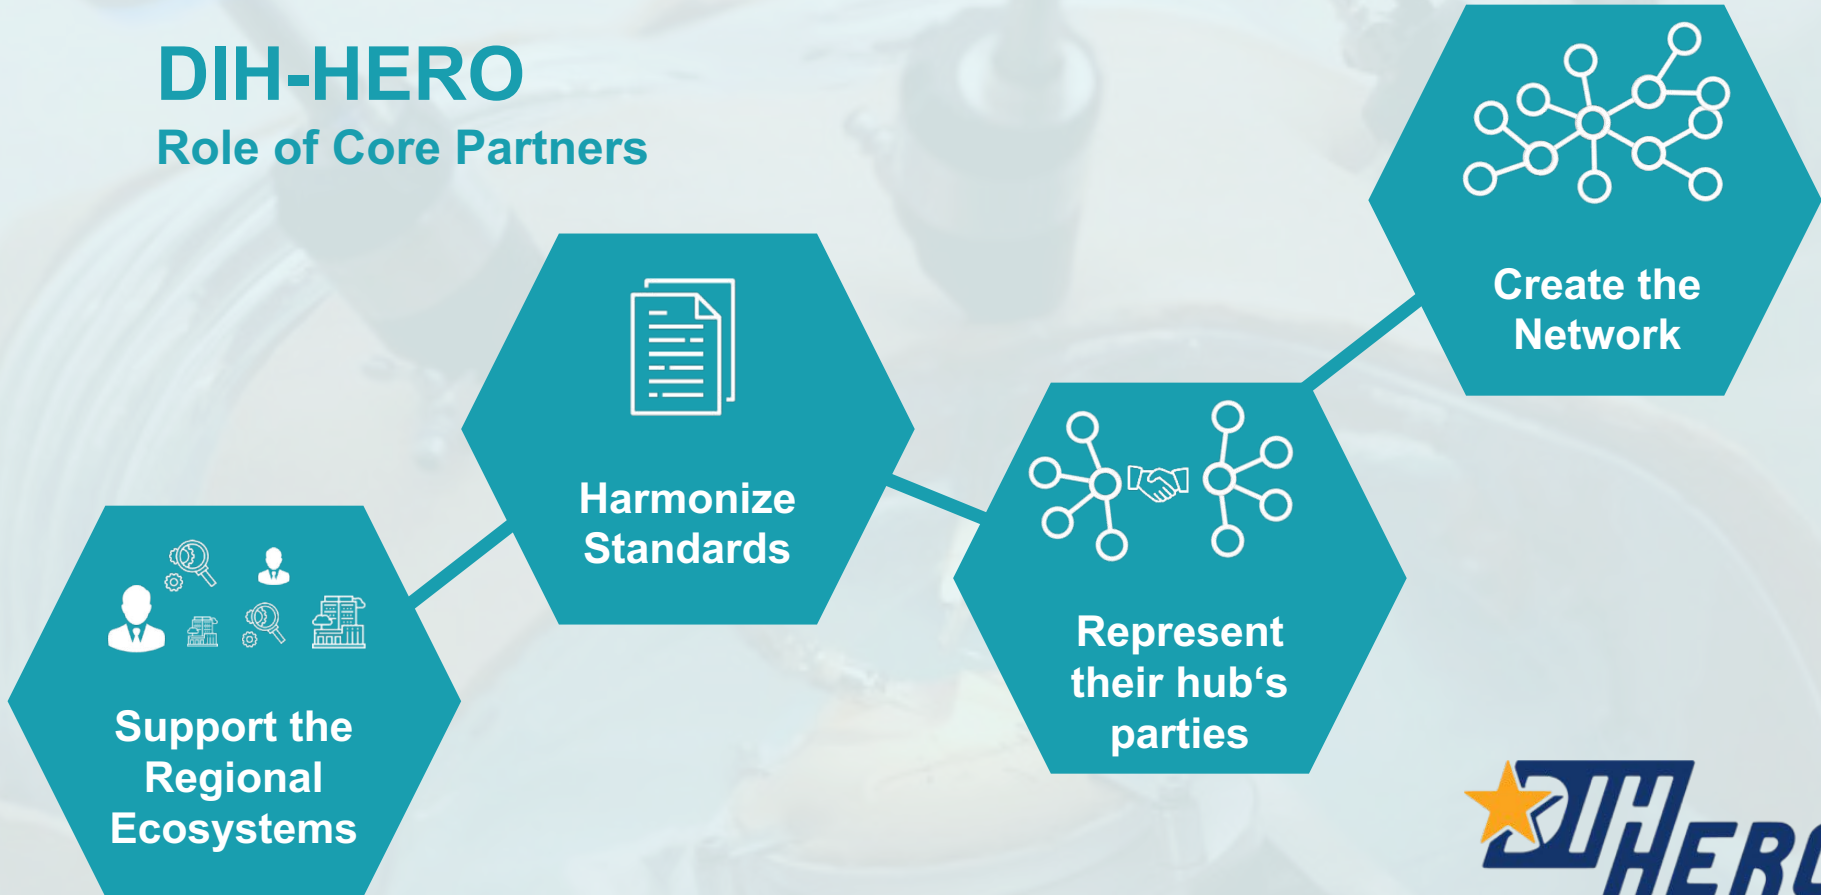 DIH-HERO
Role of Core Partners
Support the
Regional
Ecosystems
Harmonize
Standards
Represent
their hub‘s
parties
Create the
Network
DIH
HERO